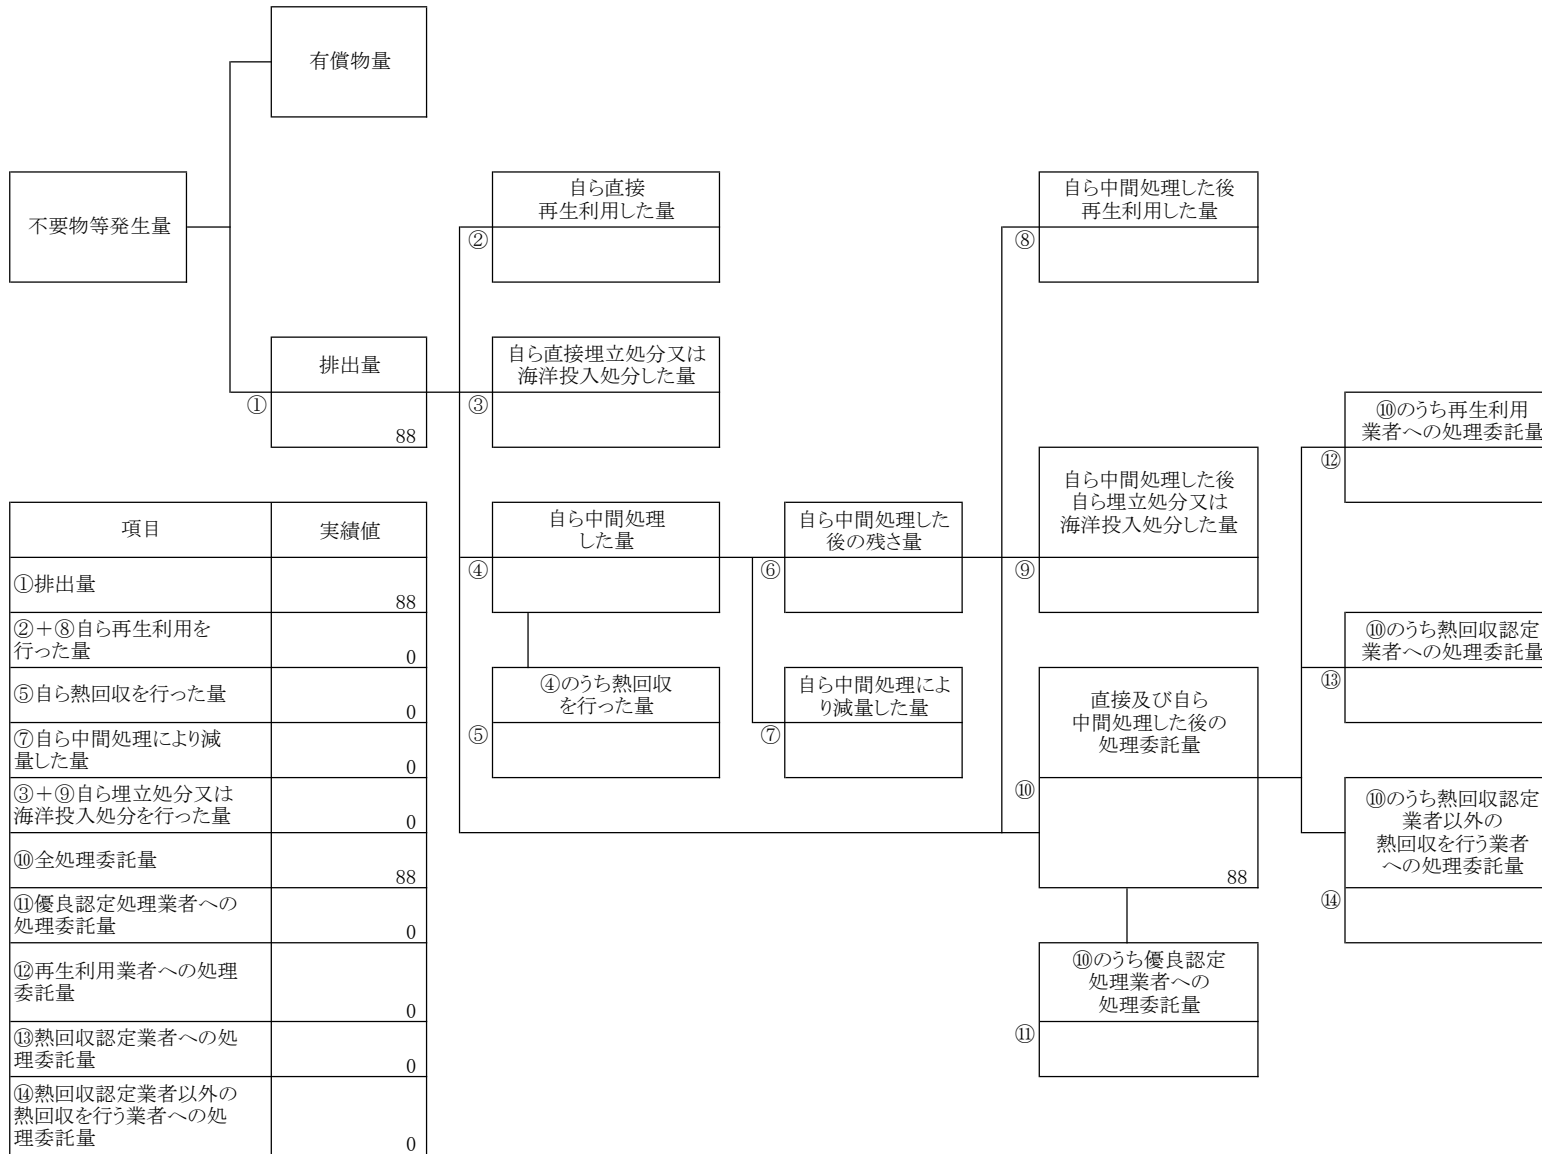 有償物量
不要物等発生量
自ら直接
再生利用した量
②
自ら中間処理した後
再生利用した量
⑧
排出量
①
88
自ら直接埋立処分又は
海洋投入処分した量
③
⑩のうち再生利用
業者への処理委託量
⑫
自ら中間処理
した量
④
自ら中間処理した
後の残さ量
⑥
自ら中間処理した後
自ら埋立処分又は
海洋投入処分した量
⑨
⑩のうち熱回収認定
業者への処理委託量
⑬
④のうち熱回収
を行った量
⑤
自ら中間処理によ
り減量した量
⑦
直接及び自ら
中間処理した後の
処理委託量
⑩
88
⑩のうち熱回収認定
業者以外の
熱回収を行う業者
への処理委託量
⑭
⑩のうち優良認定
処理業者への
処理委託量
⑪
項目
実績値
①排出量
88
②+⑧自ら再生利用を
行った量
0
⑤自ら熱回収を行った量
0
⑦自ら中間処理により減
量した量
0
③+⑨自ら埋立処分又は
海洋投入処分を行った量
0
⑩全処理委託量
88
⑪優良認定処理業者への
処理委託量
0
⑫再生利用業者への処理
委託量
0
⑬熱回収認定業者への処
理委託量
0
⑭熱回収認定業者以外の
熱回収を行う業者への処
理委託量
0